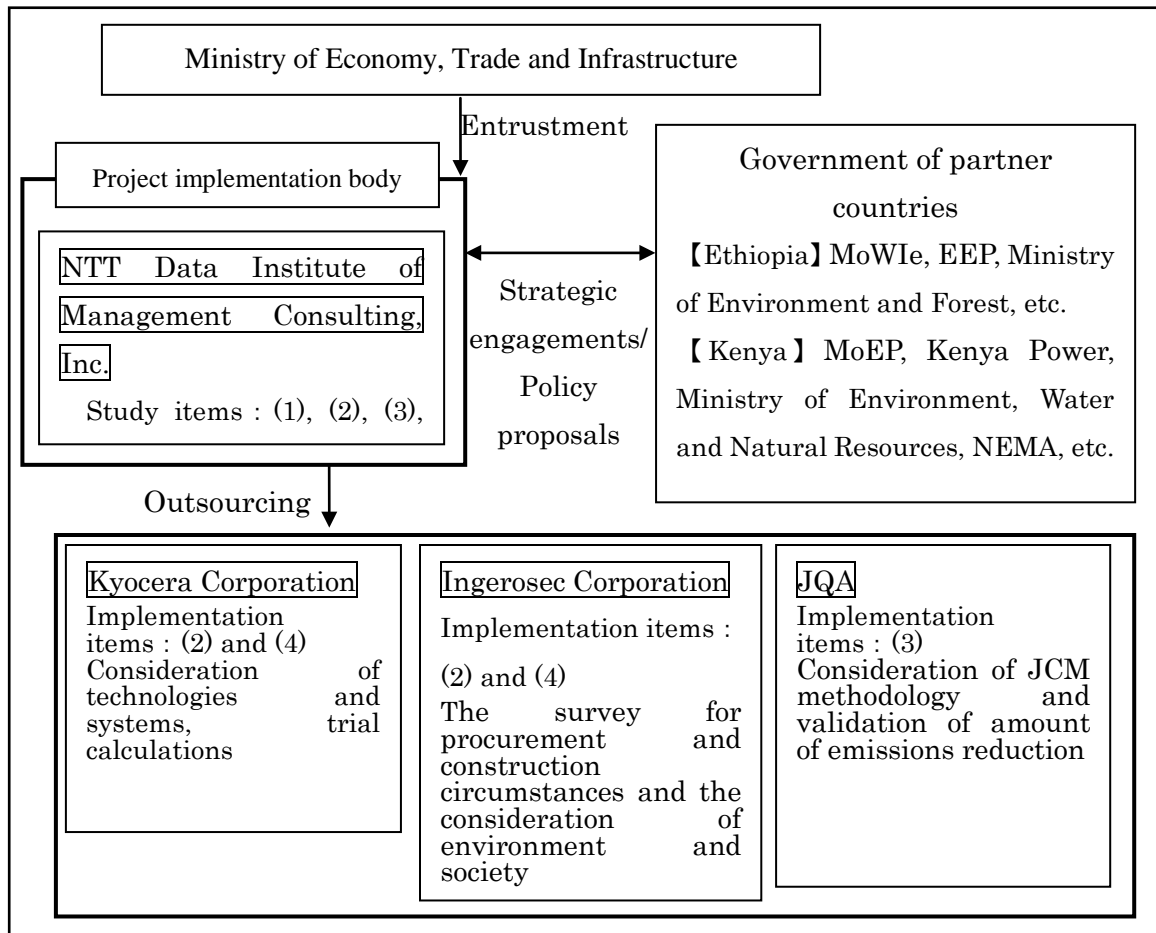 Ministry of Economy, Trade and Infrastructure
Entrustment
Project implementation body
NTT Data Institute of
Management Consulting,
Inc.
Study items : (1), (2), (3),
Strategic
engagements/
Policy
proposals
Government of partner
countries
【Ethiopia】MoWIe, EEP, Ministry
of Environment and Forest, etc.
【Kenya】MoEP, Kenya Power,
Ministry of Environment, Water
and Natural Resources, NEMA, etc.
Outsourcing
Kyocera Corporation
Implementation
items : (2) and (4)
Consideration of
technologies and
systems, trial
calculations
Ingerosec Corporation
Implementation items :
(2) and (4)
The survey for
procurement and
construction
circumstances and the
consideration of
environment and
society
JQA
Implementation
items : (3)
Consideration of JCM
methodology and
validation of amount
of emissions reduction